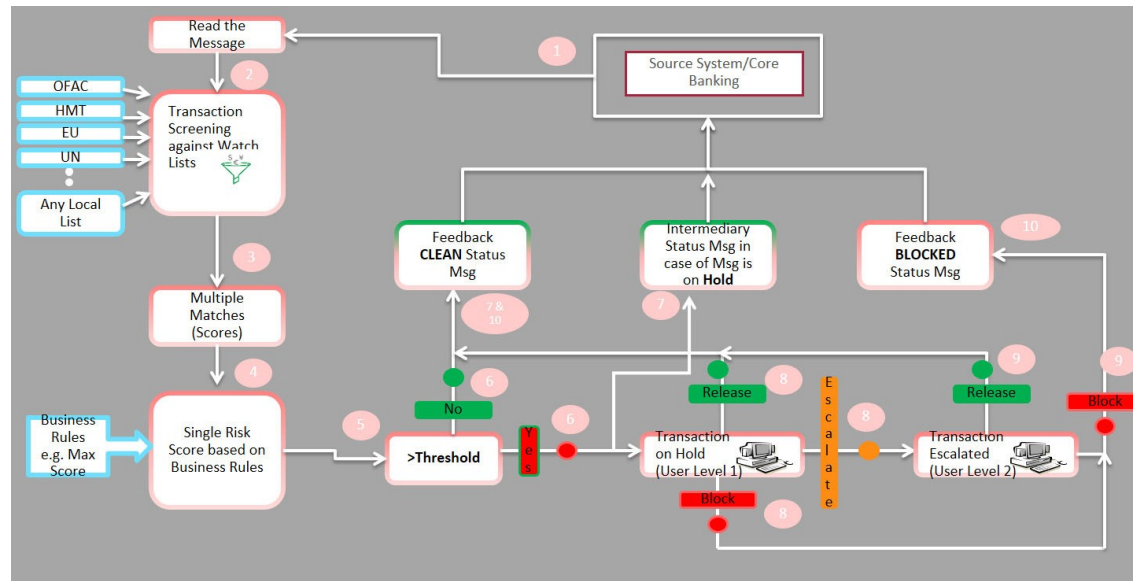 Read the
Message
1
Source System/Core
Banking
2
OFAC
HMT
EU
UN
Any Local
List
Transaction
Screening
against Watch
Lists
3
Feedback
CLEAN Status
Msg
Intermediary
Status Msg in
case of Msg is
on Hold
Feedback
BLOCKED
Status Msg
10
7 &
10
7
Multiple
Matches
(Scores)
4
Business
Rules
e.g. Max
Score
Single Risk
Score based on
Business Rules
5
>Threshold
No
6
Yes
6
Release
8
Transaction
on Hold
(User Level 1)
Block
8
Escalate
8
Release
9
Transaction
Escalated
(User Level 2)
Block
9